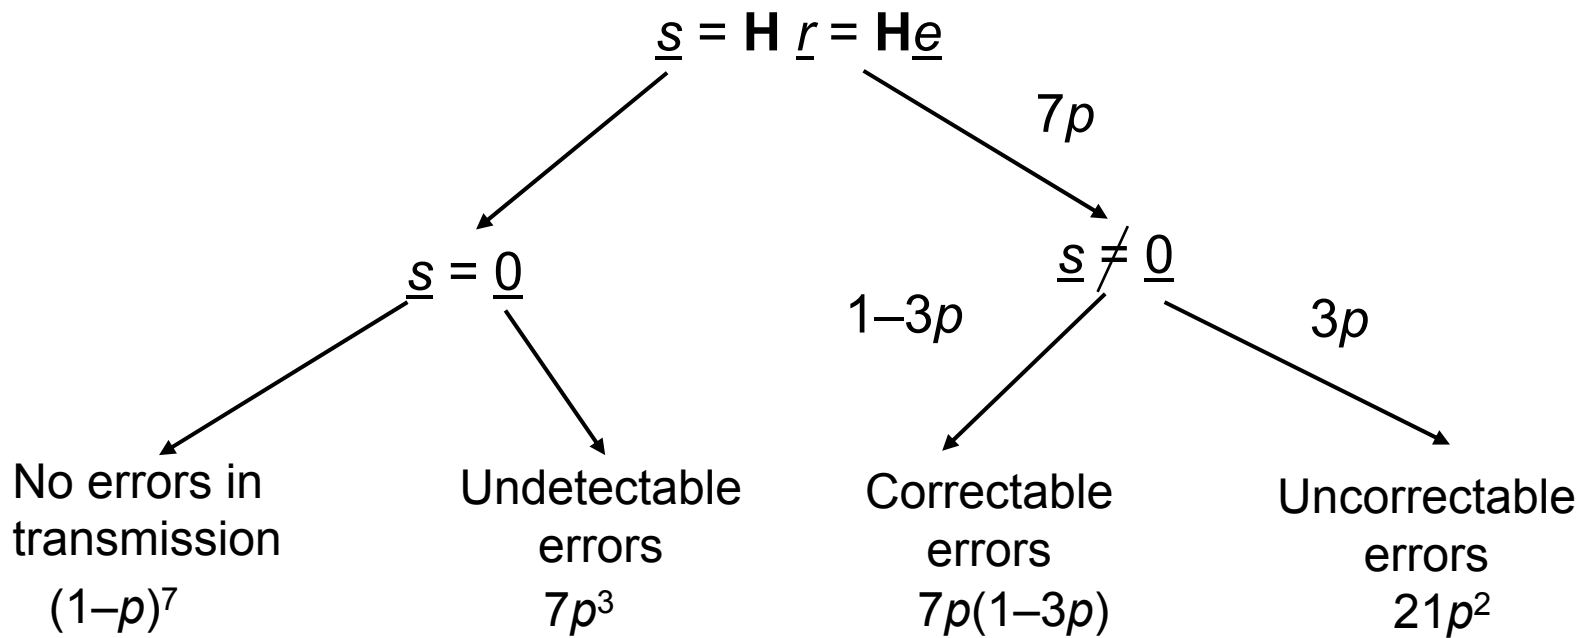 s = H r = He
7p
s = 0
s ≠ 0
1–3p
3p
No errors in
transmission
(1–p)⁷
Undetectable
errors
7p³
Correctable
errors
7p(1–3p)
Uncorrectable
errors
21p²